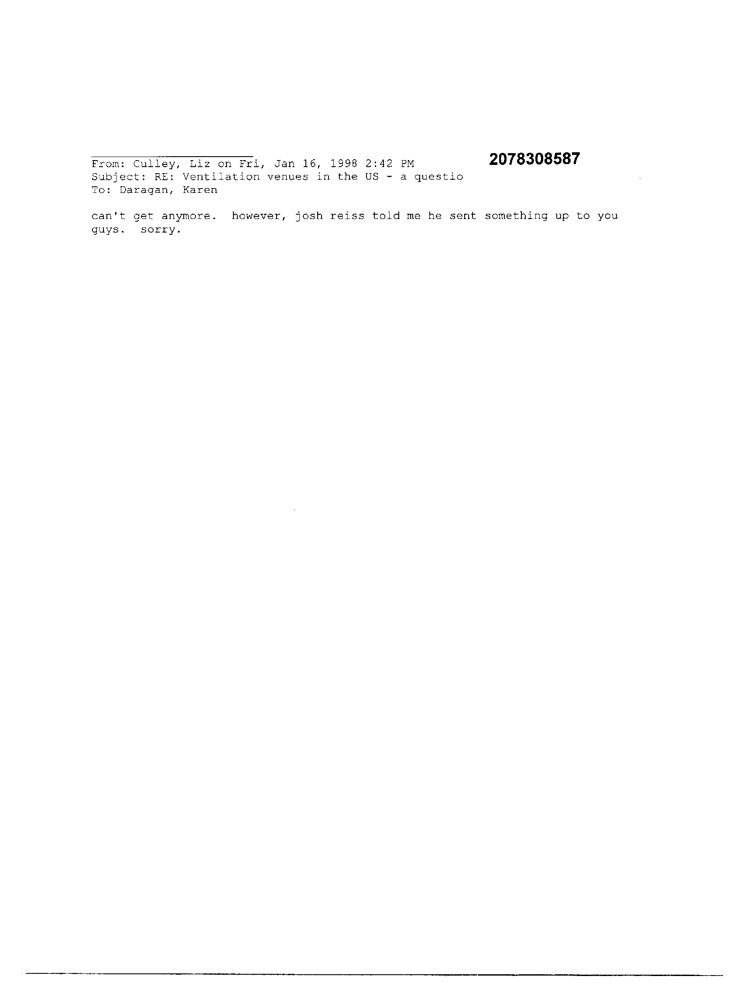 2078308587
From: Culley, Liz on Fri, Jan 16, 1998 2:42 PM
Subject: RE: Ventilation venues in the US - a questio
To: Daragan, Karen
can't get anymore. however, josh reiss told me he sent something up to you
guys. sorry.